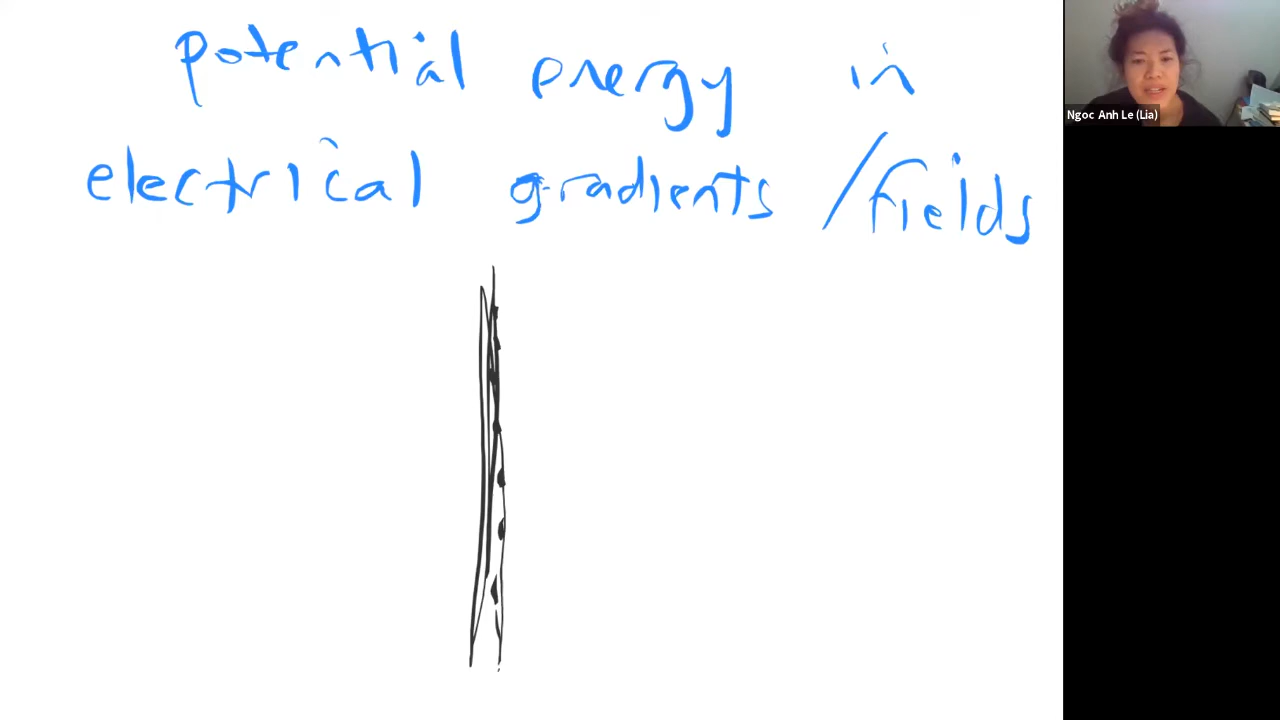 potential energy in
electrical gradients /fields
Ngoc Anh Le (Lia)